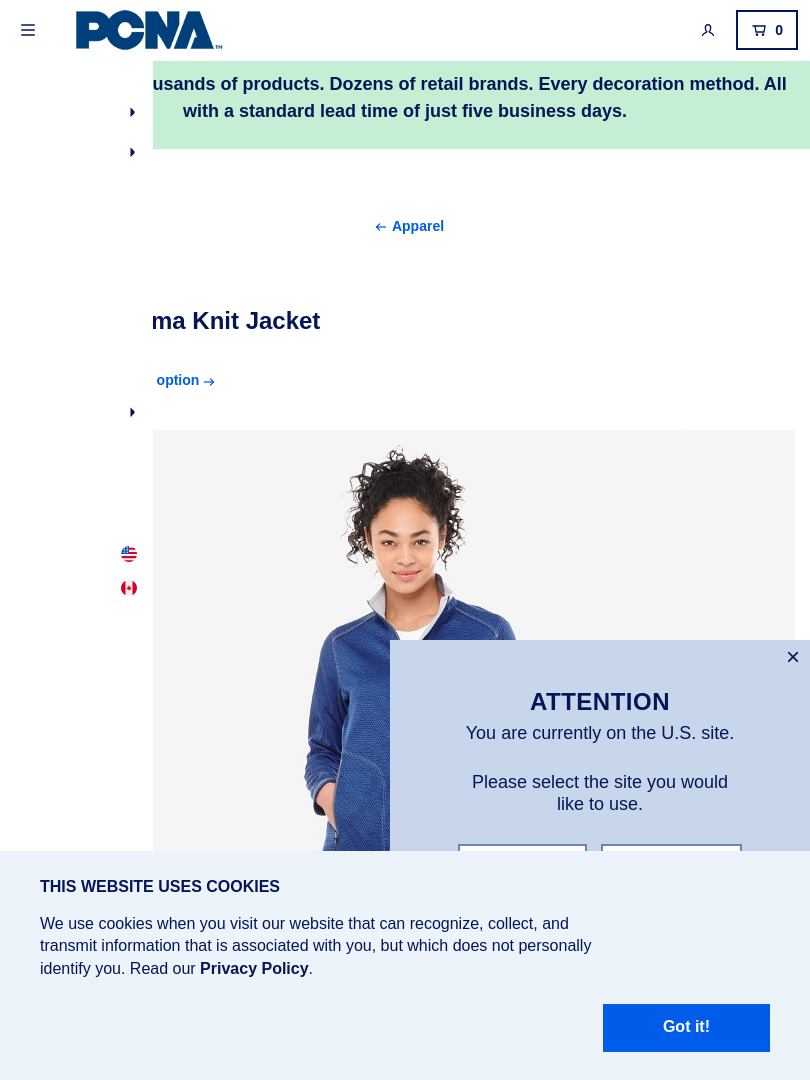 PCNA™
0
of products. Dozens of retail brands. Every decoration method. All
with a standard lead time of just five business days.
Apparel
Knit Jacket
option
ATTENTION
You are currently on the U.S. site.
Please select the site you would
like to use.
THIS WEBSITE USES COOKIES
We use cookies when you visit our website that can recognize, collect, and
transmit information that is associated with you, but which does not personally
identify you. Read our Privacy Policy.
Got it!